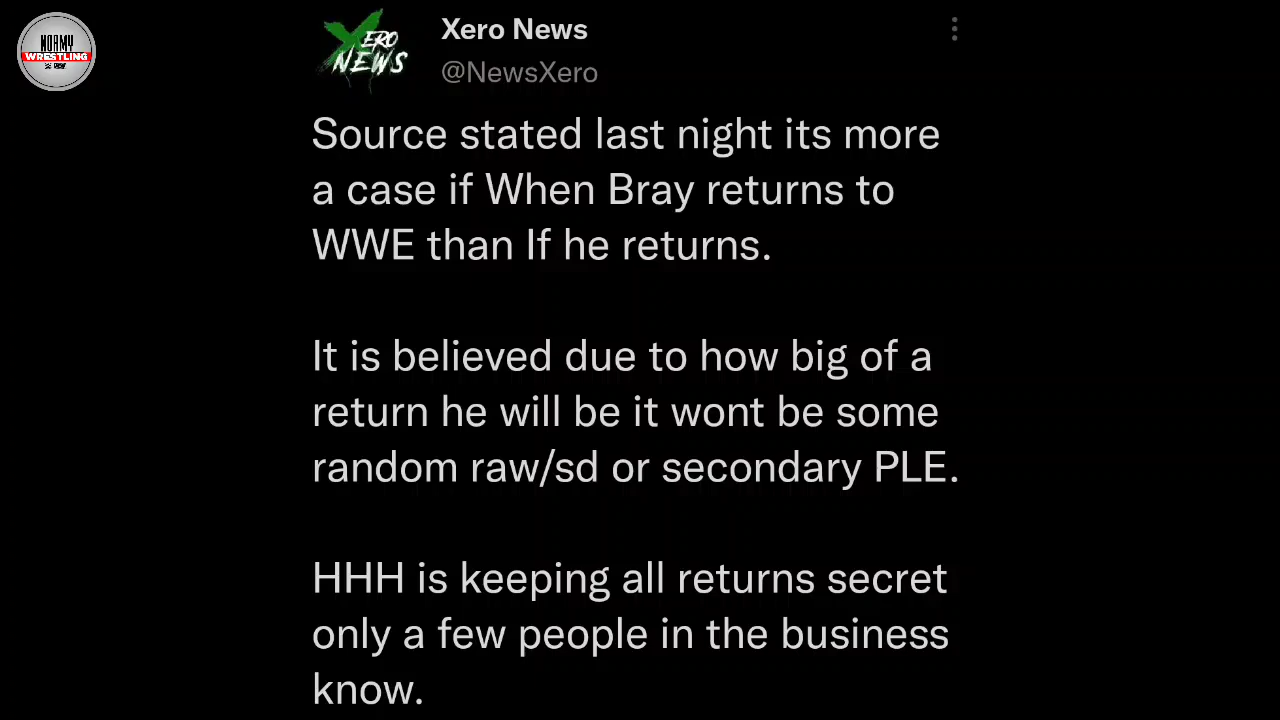 NORMY
WRESTLING
XERO
NEWS
Xero News
@NewsXero
Source stated last night its more
a case if When Bray returns to
WWE than If he returns.
It is believed due to how big of a
return he will be it wont be some
random raw/sd or secondary PLE.
HHH is keeping all returns secret
only a few people in the business
know.